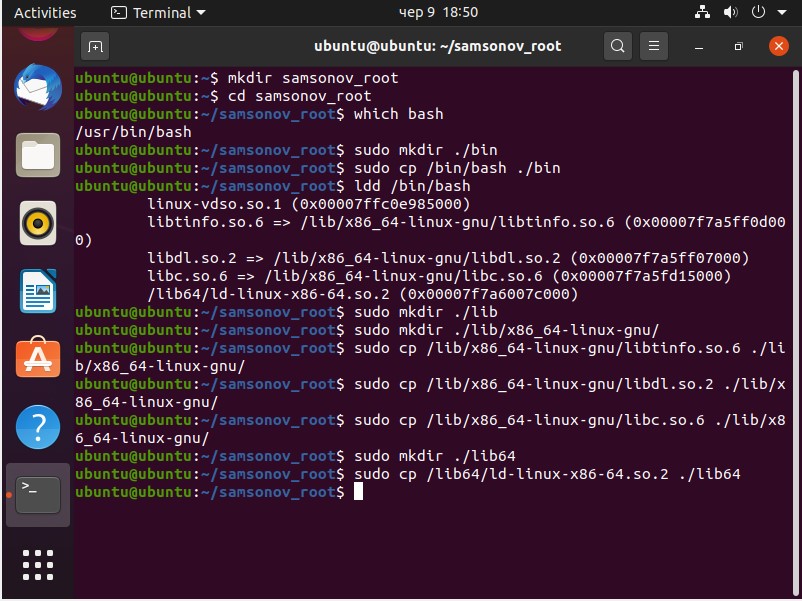 Activities
Terminal
чер 9 18:50
ubuntu@ubuntu: ~/samsonov_root
ubuntu@ubuntu:~$ mkdir samsonov_root
ubuntu@ubuntu:~$ cd samsonov_root
ubuntu@ubuntu:~/samsonov_root$ which bash
/usr/bin/bash
ubuntu@ubuntu:~/samsonov_root$ sudo mkdir ./bin
ubuntu@ubuntu:~/samsonov_root$ sudo cp /bin/bash ./bin
ubuntu@ubuntu:~/samsonov_root$ ldd /bin/bash
linux-vdso.so.1 (0x00007ffc0e985000)
libtinfo.so.6 => /lib/x86_64-linux-gnu/libtinfo.so.6 (0x00007f7a5ff0d00
0)
libdl.so.2 => /lib/x86_64-linux-gnu/libdl.so.2 (0x00007f7a5ff07000)
libc.so.6 => /lib/x86_64-linux-gnu/libc.so.6 (0x00007f7a5fd15000)
/lib64/ld-linux-x86-64.so.2 (0x00007f7a6007c000)
ubuntu@ubuntu:~/samsonov_root$ sudo mkdir ./lib
ubuntu@ubuntu:~/samsonov_root$ sudo mkdir ./lib/x86_64-linux-gnu/
ubuntu@ubuntu:~/samsonov_root$ sudo cp /lib/x86_64-linux-gnu/libtinfo.so.6 ./li
b/x86_64-linux-gnu/
ubuntu@ubuntu:~/samsonov_root$ sudo cp /lib/x86_64-linux-gnu/libdl.so.2 ./lib/x
86_64-linux-gnu/
ubuntu@ubuntu:~/samsonov_root$ sudo cp /lib/x86_64-linux-gnu/libc.so.6 ./lib/x8
6_64-linux-gnu/
ubuntu@ubuntu:~/samsonov_root$ sudo mkdir ./lib64
ubuntu@ubuntu:~/samsonov_root$ sudo cp /lib64/ld-linux-x86-64.so.2 ./lib64
ubuntu@ubuntu:~/samsonov_root$